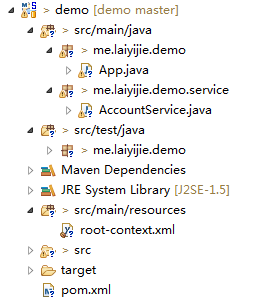 > demo [demo master]
> src/main/java
> me.laiyijie.demo
> App.java
> me.laiyijie.demo.service
> AccountService.java
> src/test/java
> me.laiyijie.demo
Maven Dependencies
JRE System Library [J2SE-1.5]
> src/main/resources
root-context.xml
> src
target
pom.xml